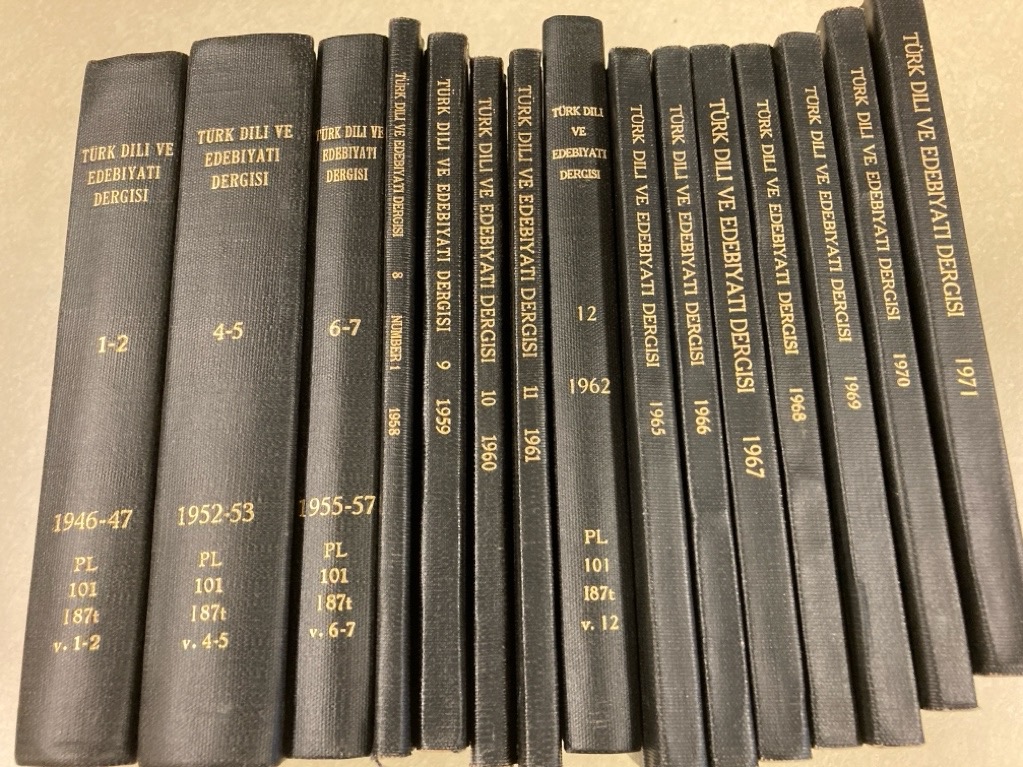 TÜRK DILI VE
EDEBIYATI
DERGISI
1-2
1946-47
PL
101
I87t
v. 1-2
TÜRK DILI VE
EDEBIYATI
DERGISI
4-5
1952-53
PL
101
I87t
v. 4-5
TÜRK DILI VE
EDEBIYATI
DERGISI
6-7
1955-57
PL
101
I87t
v. 6-7
TÜRK DILI VE EDEBIYATI DERGISI 8 NUMBER 1 1958
TÜRK DILI VE EDEBIYATI DERGISI 9 1959
TÜRK DILI VE EDEBIYATI DERGISI 10 1960
TÜRK DILI VE EDEBIYATI DERGISI 11 1961
TÜRK DILI
VE
EDEBIYATI
DERGISI
12
1962
PL
101
I87t
v. 12
TÜRK DILI VE EDEBIYATI DERGISI 1965
TÜRK DILI VE EDEBIYATI DERGISI 1966
TÜRK DILI VE EDEBIYATI DERGISI 1967
TÜRK DILI VE EDEBIYATI DERGISI 1968
TÜRK DILI VE EDEBIYATI DERGISI 1969
TÜRK DILI VE EDEBIYATI DERGISI 1970
TÜRK DILI VE EDEBIYATI DERGISI 1971